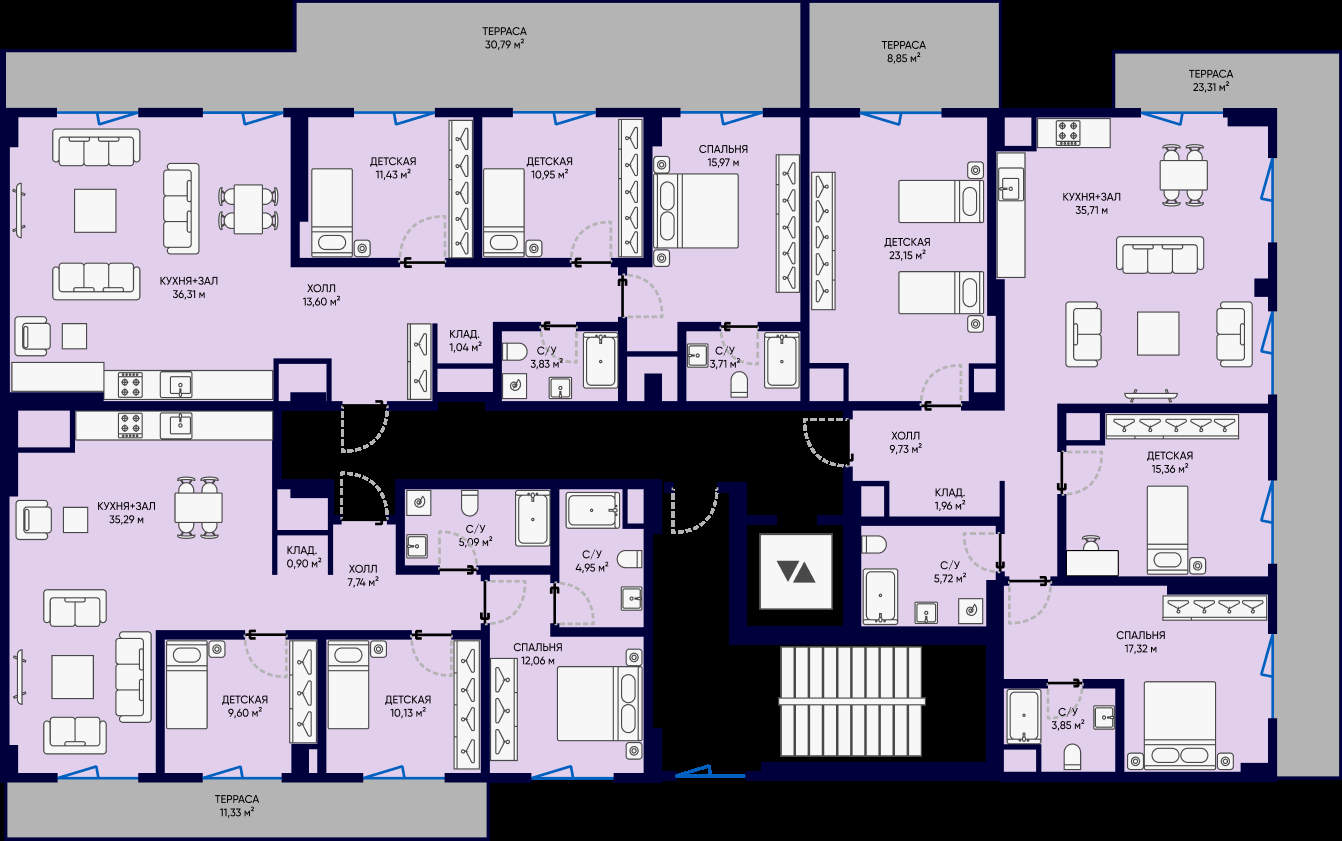 ТЕРРАСА
30,79 м²
ТЕРРАСА
8,85 м²
ТЕРРАСА
23,31 м²
ДЕТСКАЯ
11,43 м²
ДЕТСКАЯ
10,95 м²
СПАЛЬНЯ
15,97 м
КУХНЯ+ЗАЛ
35,71 м
ДЕТСКАЯ
23,15 м²
КУХНЯ+ЗАЛ
36,31 м
ХОЛЛ
13,60 м²
КЛАД.
1,04 м²
С/У
3,83 м²
С/У
3,71 м²
ХОЛЛ
9,73 м²
ДЕТСКАЯ
15,36 м²
КЛАД.
1,96 м²
КУХНЯ+ЗАЛ
35,29 м
С/У
5,09 м²
КЛАД.
0,90 м²
ХОЛЛ
7,74 м²
С/У
4,95 м²
С/У
5,72 м²
СПАЛЬНЯ
17,32 м
СПАЛЬНЯ
12,06 м
ДЕТСКАЯ
9,60 м²
ДЕТСКАЯ
10,13 м²
С/У
3,85 м²
ТЕРРАСА
11,33 м²